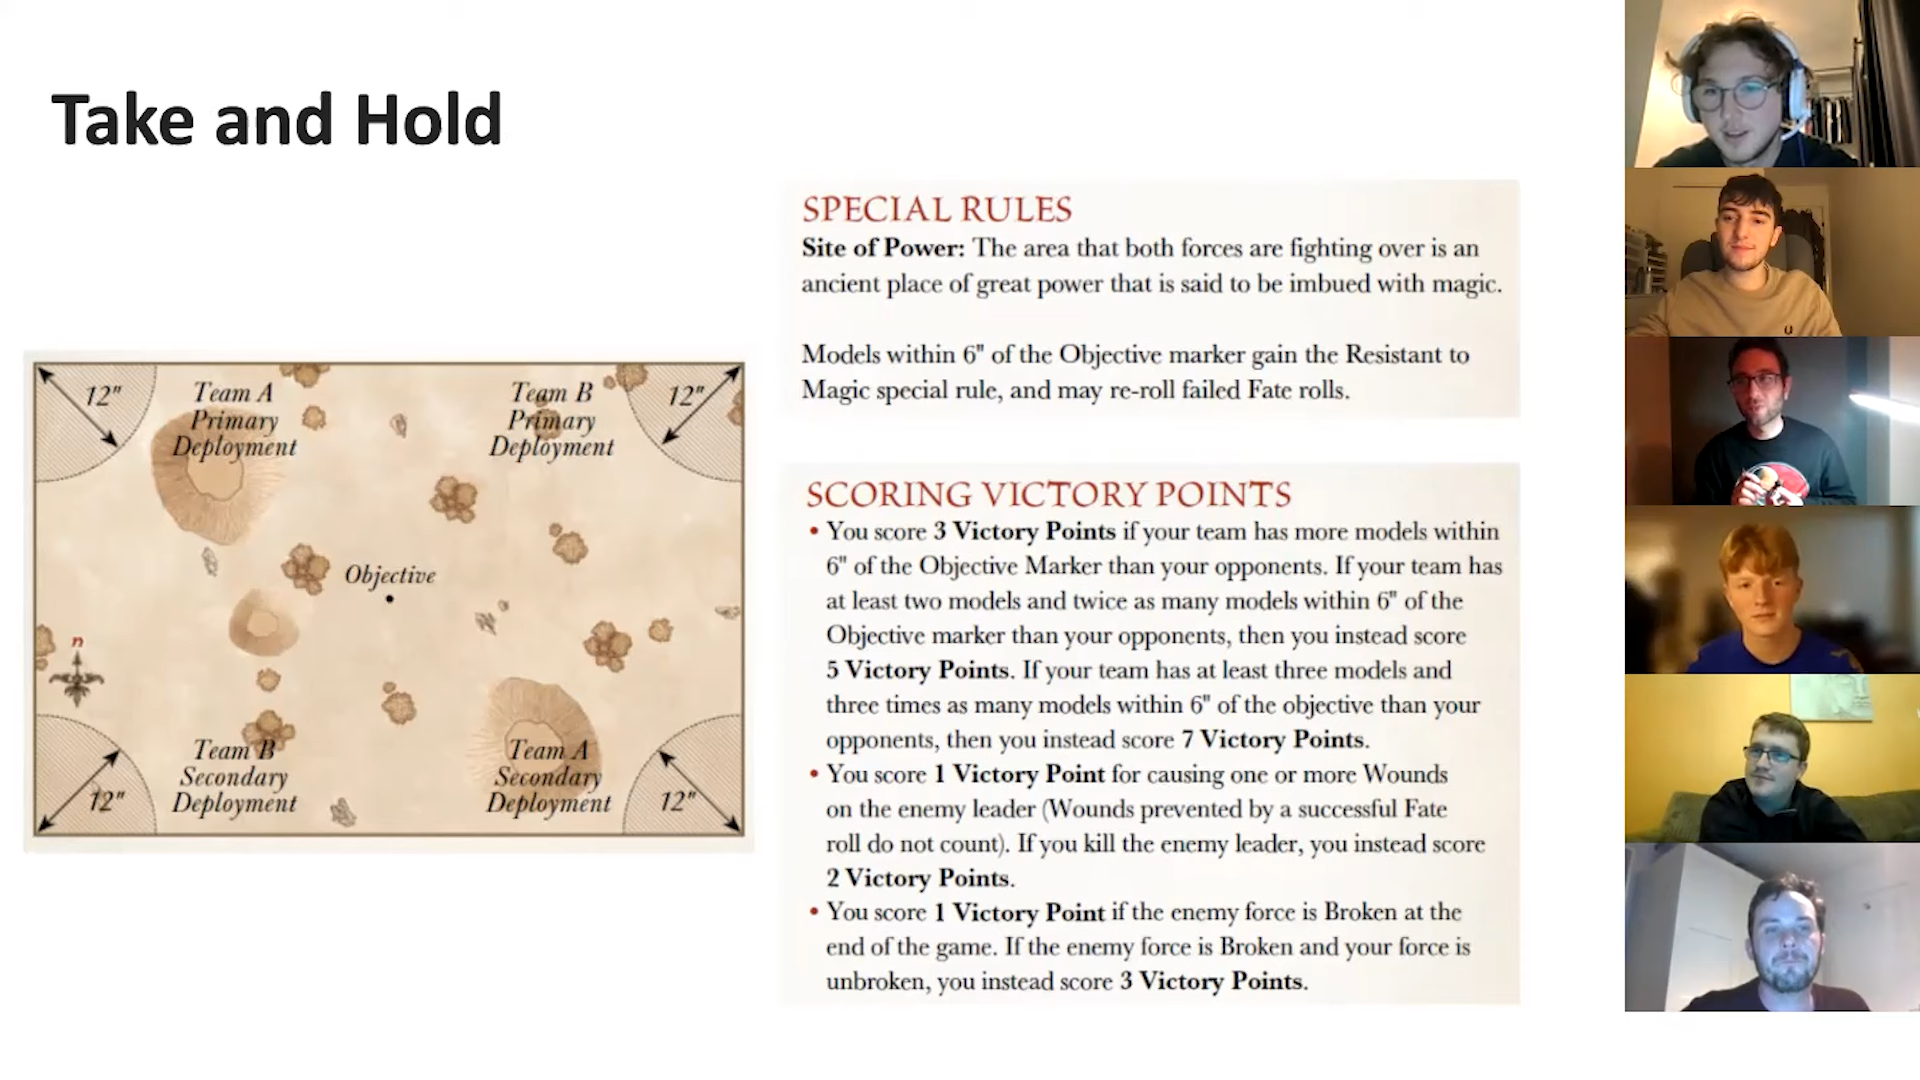 Take and Hold
SPECIAL RULES
Site of Power: The area that both forces are fighting over is an
ancient place of great power that is said to be imbued with magic.
Models within 6" of the Objective marker gain the Resistant to
Magic special rule, and may re-roll failed Fate rolls.
12"
Team A
Primary
Deployment
Team B
Primary
Deployment
12"
Objective
n
12"
Team B
Secondary
Deployment
Team A
Secondary
Deployment
12"
SCORING VICTORY POINTS
• You score 3 Victory Points if your team has more models within
6" of the Objective Marker than your opponents. If your team has
at least two models and twice as many models within 6" of the
Objective marker than your opponents, then you instead score
5 Victory Points. If your team has at least three models and
three times as many models within 6" of the objective than your
opponents, then you instead score 7 Victory Points.
• You score 1 Victory Point for causing one or more Wounds
on the enemy leader (Wounds prevented by a successful Fate
roll do not count). If you kill the enemy leader, you instead score
2 Victory Points.
• You score 1 Victory Point if the enemy force is Broken at the
end of the game. If the enemy force is Broken and your force is
unbroken, you instead score 3 Victory Points.